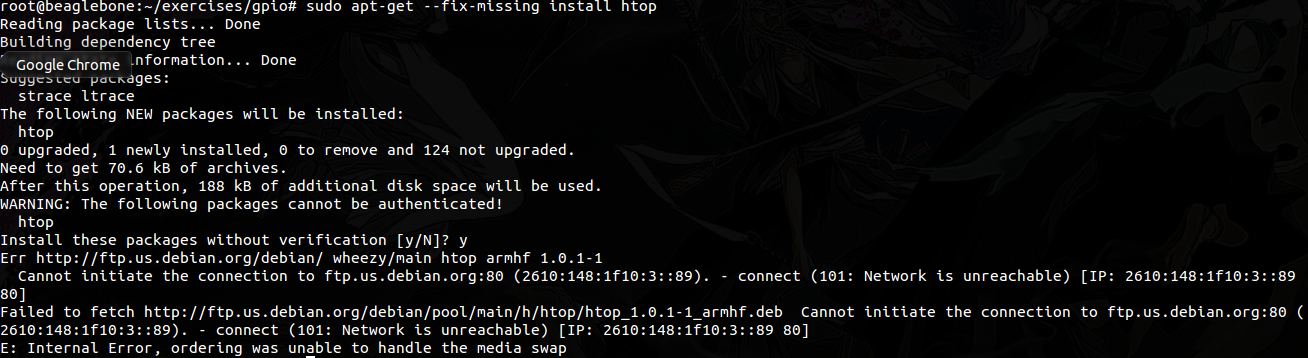 root@beaglebone:~/exercises/gpio# sudo apt-get --fix-missing install htop
Reading package lists... Done
Building dependency tree
nformation... Done
Google Chrome
Suggested packages:
  strace ltrace
The following NEW packages will be installed:
  htop
0 upgraded, 1 newly installed, 0 to remove and 124 not upgraded.
Need to get 70.6 kB of archives.
After this operation, 188 kB of additional disk space will be used.
WARNING: The following packages cannot be authenticated!
  htop
Install these packages without verification [y/N]? y
Err http://ftp.us.debian.org/debian/ wheezy/main htop armhf 1.0.1-1
  Cannot initiate the connection to ftp.us.debian.org:80 (2610:148:1f10:3::89). - connect (101: Network is unreachable) [IP: 2610:148:1f10:3::89
80]
Failed to fetch http://ftp.us.debian.org/debian/pool/main/h/htop/htop_1.0.1-1_armhf.deb  Cannot initiate the connection to ftp.us.debian.org:80 (
2610:148:1f10:3::89). - connect (101: Network is unreachable) [IP: 2610:148:1f10:3::89 80]
E: Internal Error, ordering was unable to handle the media swap